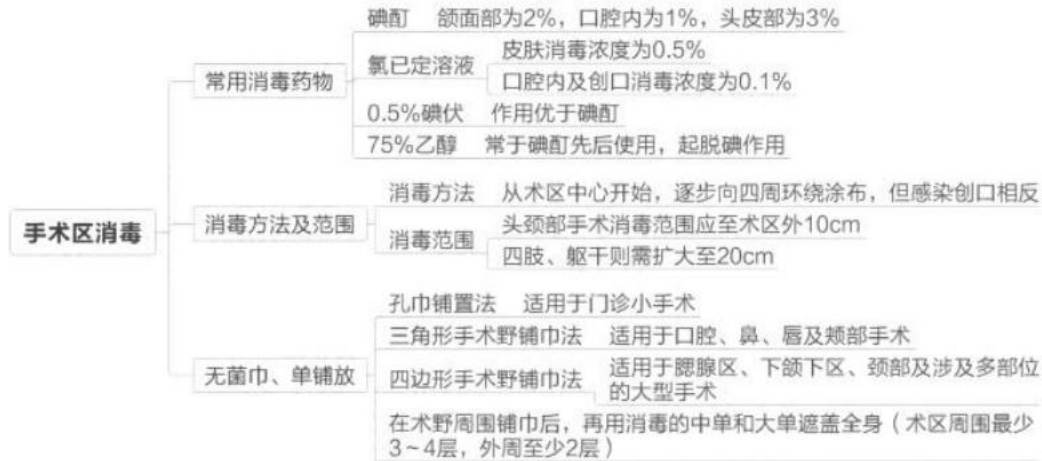 手术区消毒
常用消毒药物
碘酊 颌面部为2%，口腔内为1%，头皮部为3%
氯已定溶液
皮肤消毒浓度为0.5%
口腔内及创口消毒浓度为0.1%
0.5%碘伏 作用优于碘酊
75%乙醇 常于碘酊先后使用，起脱碘作用
消毒方法及范围
消毒方法 从术区中心开始，逐步向四周环绕涂布，但感染创口相反
消毒范围
头颈部手术消毒范围应至术区外10cm
四肢、躯干则需扩大至20cm
无菌巾、单铺放
孔巾铺置法 适用于门诊小手术
三角形手术野铺巾法 适用于口腔、鼻、唇及颊部手术
四边形手术野铺巾法
适用于腮腺区、下颌下区、颈部及涉及多部位
的大型手术
在术野周围铺巾后，再用消毒的中单和大单遮盖全身（术区周围最少
3～4层，外周至少2层）